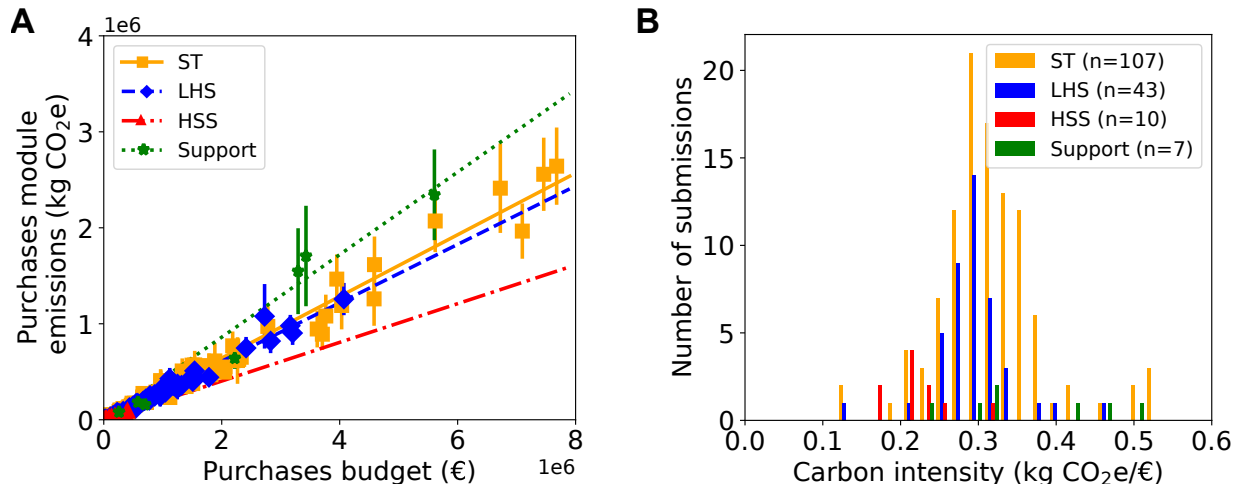 A
1e6
4
3
2
1
0
Purchases module
emissions (kg CO₂e)
ST
LHS
HSS
Support
0
2
4
6
8
Purchases budget (€)
1e6
B
20
15
10
5
0
Number of submissions
ST (n=107)
LHS (n=43)
HSS (n=10)
Support (n=7)
0.0
0.1
0.2
0.3
0.4
0.5
0.6
Carbon intensity (kg CO₂e/€)